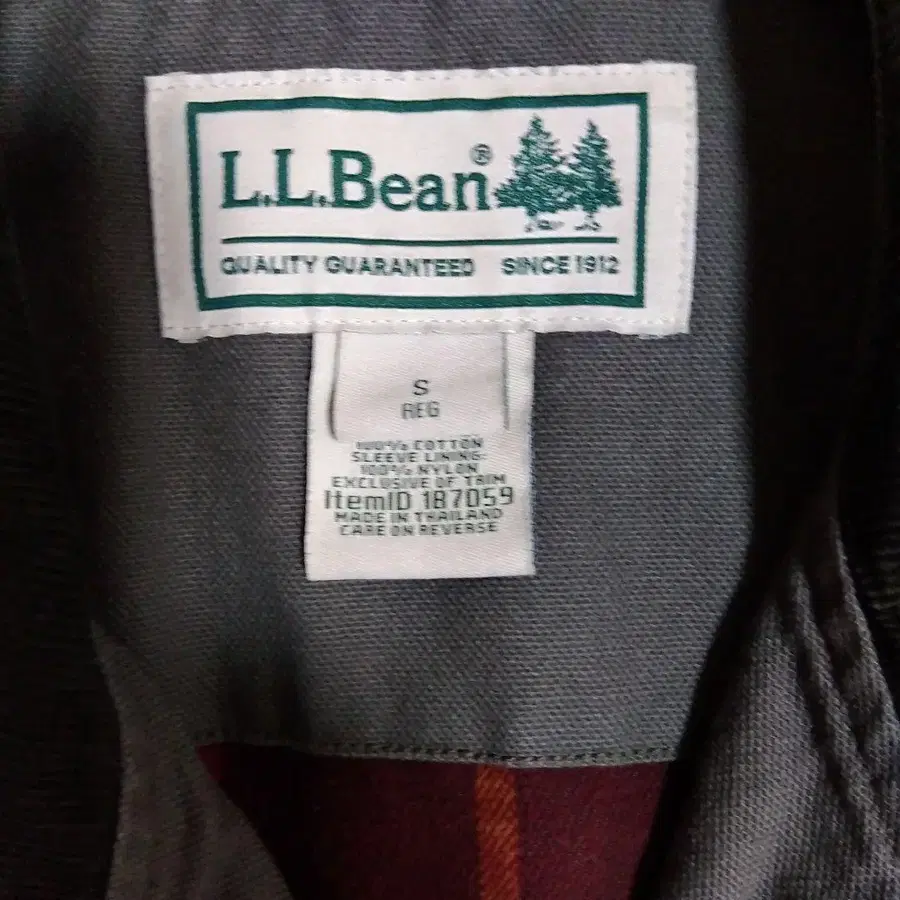 L.L.Bean®
QUALITY GUARANTEED SINCE 1912
S
REG
100% COTTON
SLEEVE LINING:
100% NYLON
EXCLUSIVE OF TRIM
ItemID 187059
MADE IN THAILAND
CARE ON REVERSE